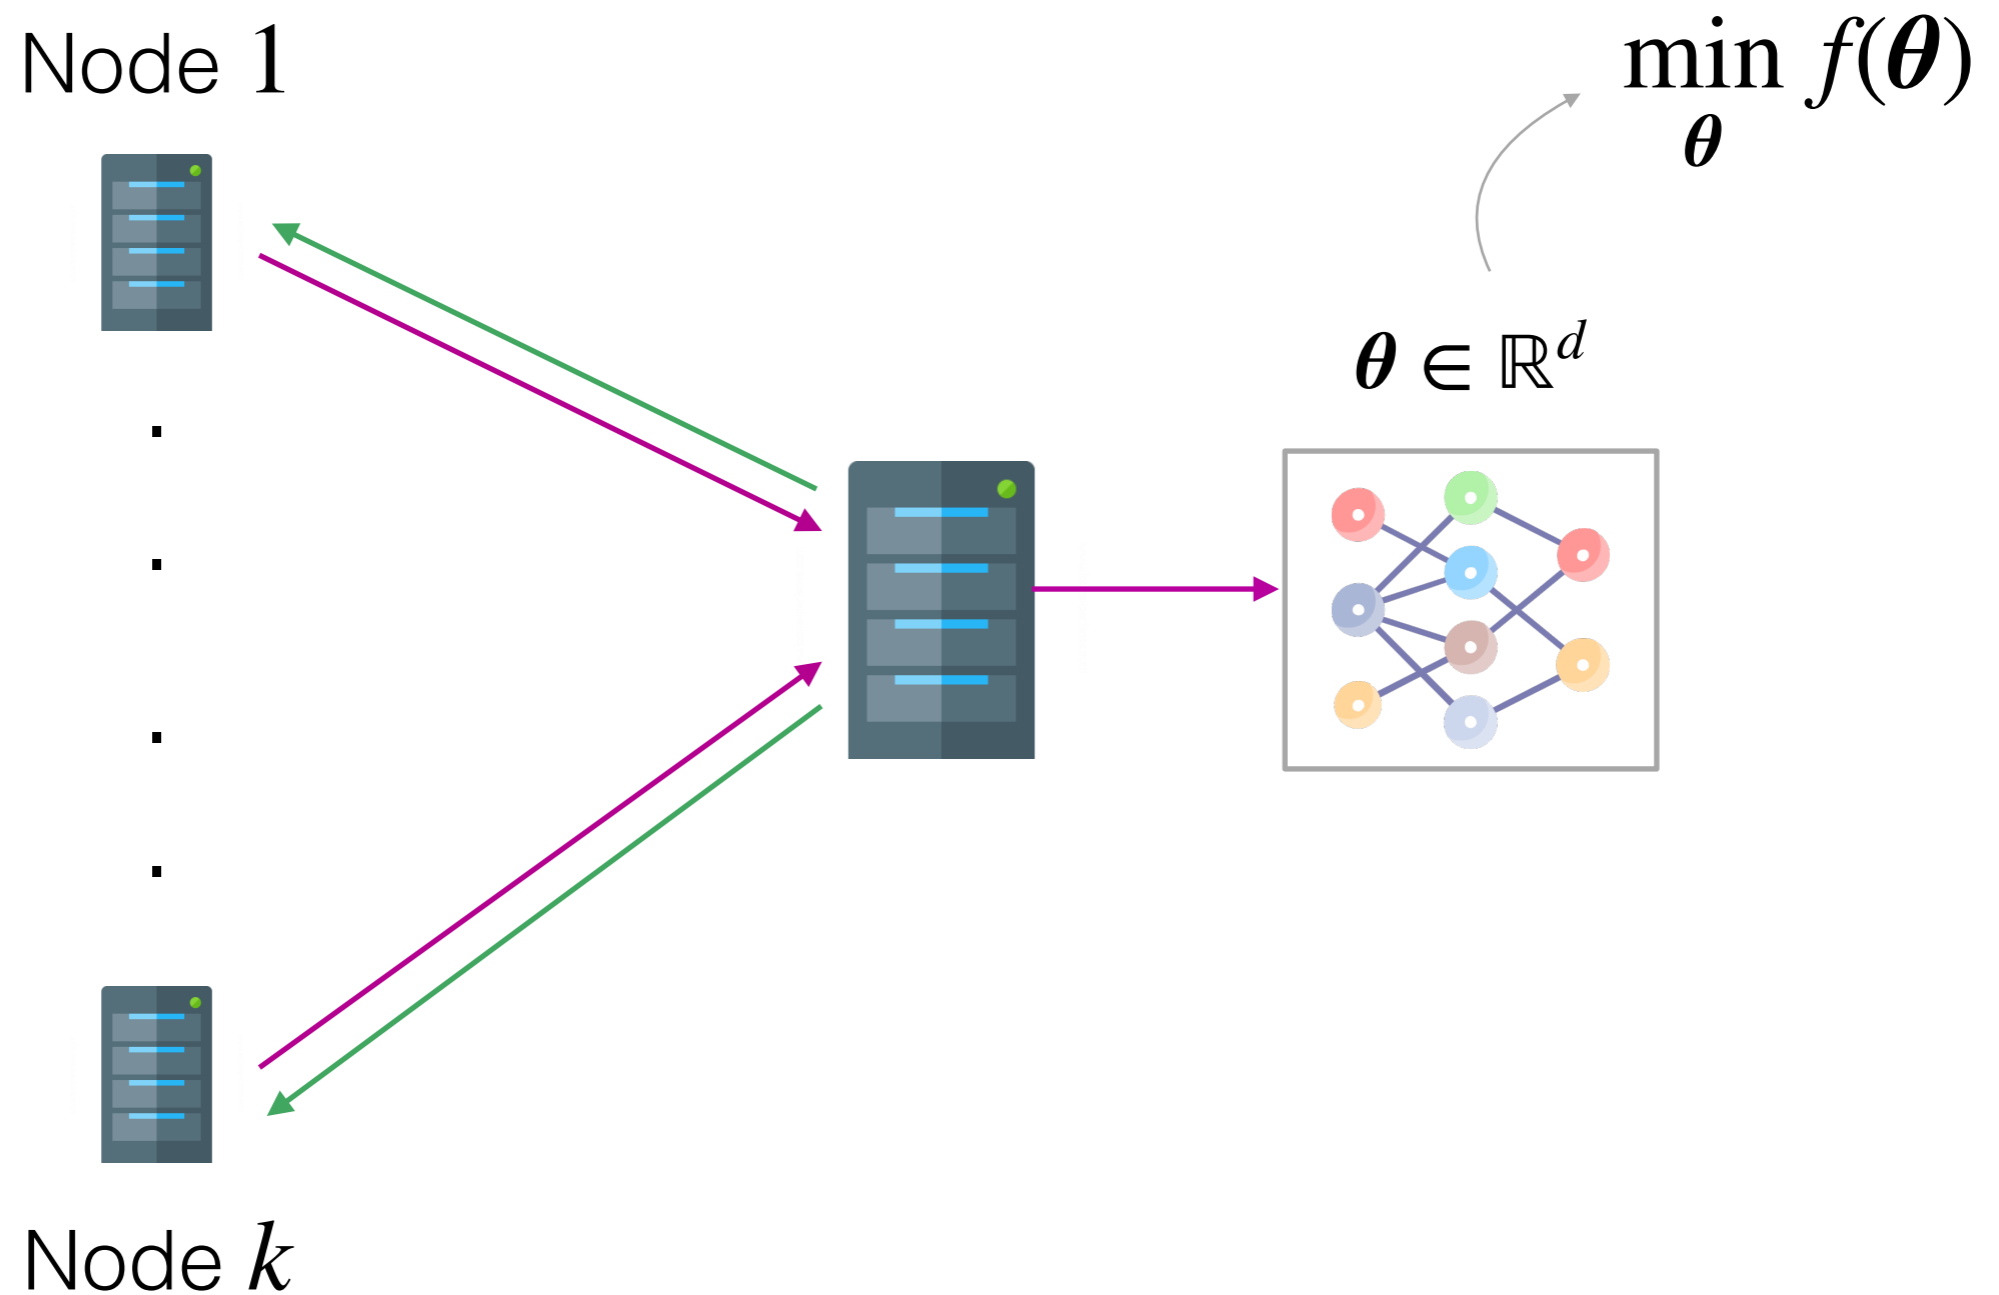 Node 1
min f(θ)
θ
θ ∈ ℝ^d
Node k